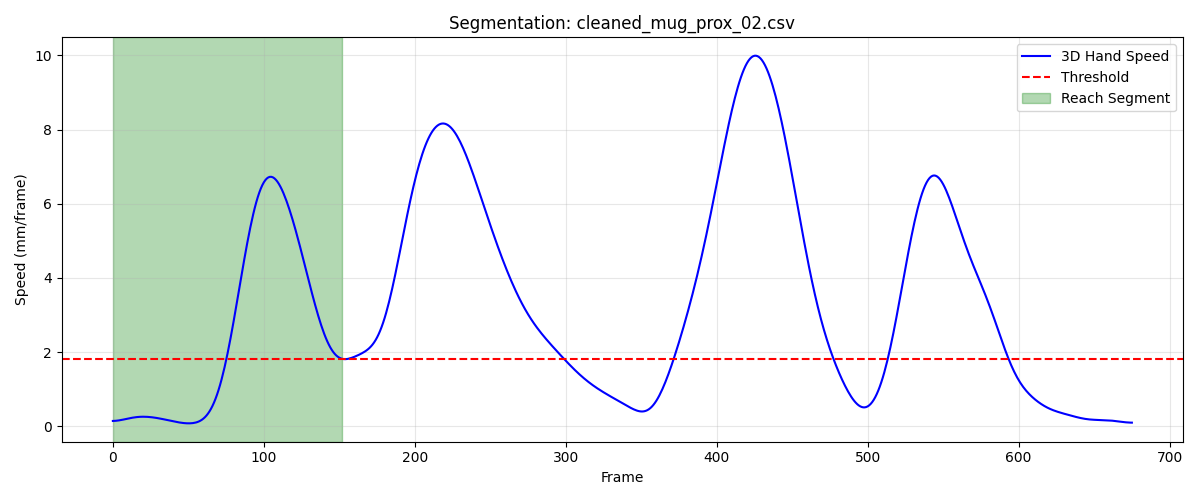 Segmentation: cleaned_mug_prox_02.csv
3D Hand Speed
Threshold
Reach Segment
Speed (mm/frame)
10
8
6
4
2
0
0 100 200 300 400 500 600 700
Frame